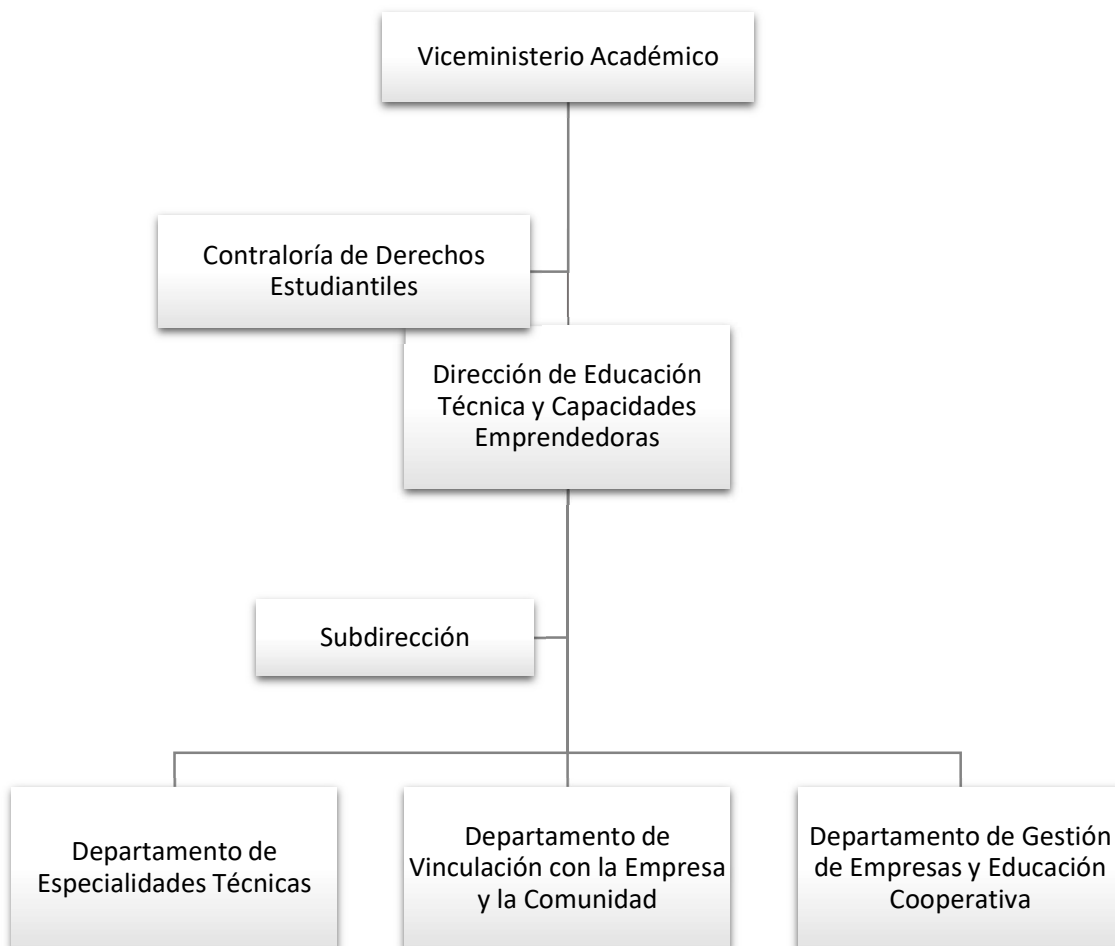 Viceministerio Académico
Contraloría de Derechos
Estudiantiles
Dirección de Educación
Técnica y Capacidades
Emprendedoras
Subdirección
Departamento de
Especialidades Técnicas
Departamento de
Vinculación con la Empresa
y la Comunidad
Departamento de Gestión
de Empresas y Educación
Cooperativa